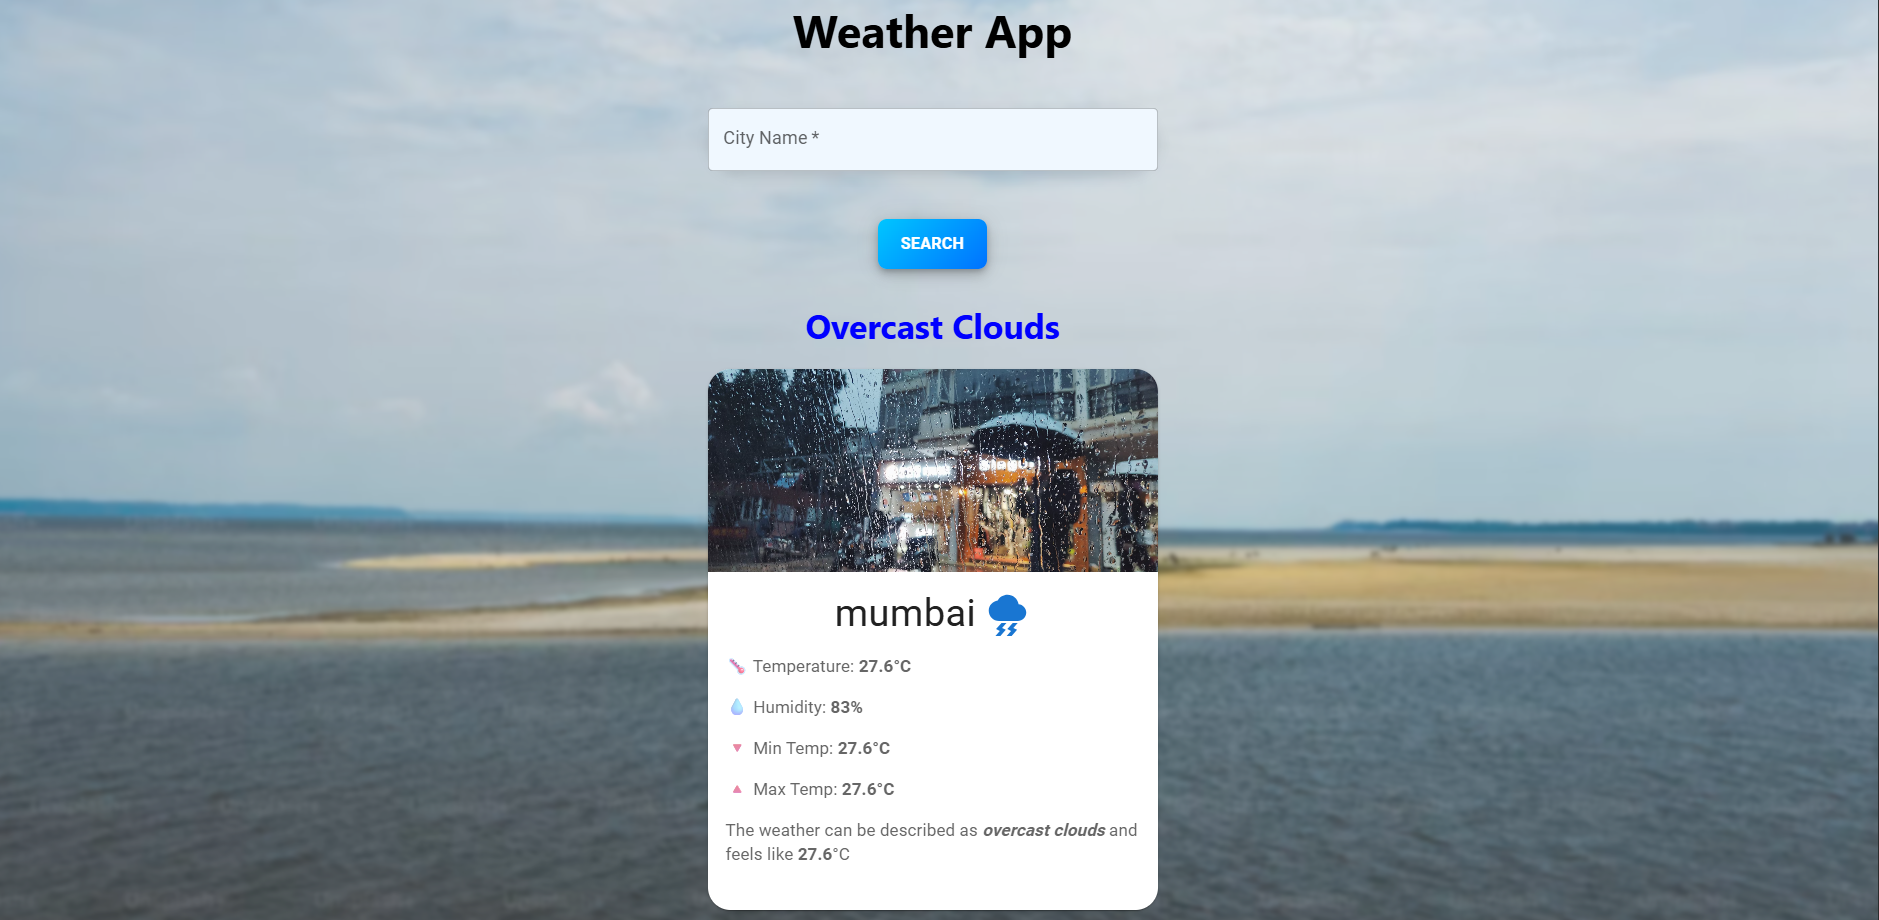 Weather App
City Name *
SEARCH
Overcast Clouds
mumbai
Temperature: 27.6°C
Humidity: 83%
Min Temp: 27.6°C
Max Temp: 27.6°C
The weather can be described as overcast clouds and
feels like 27.6°C